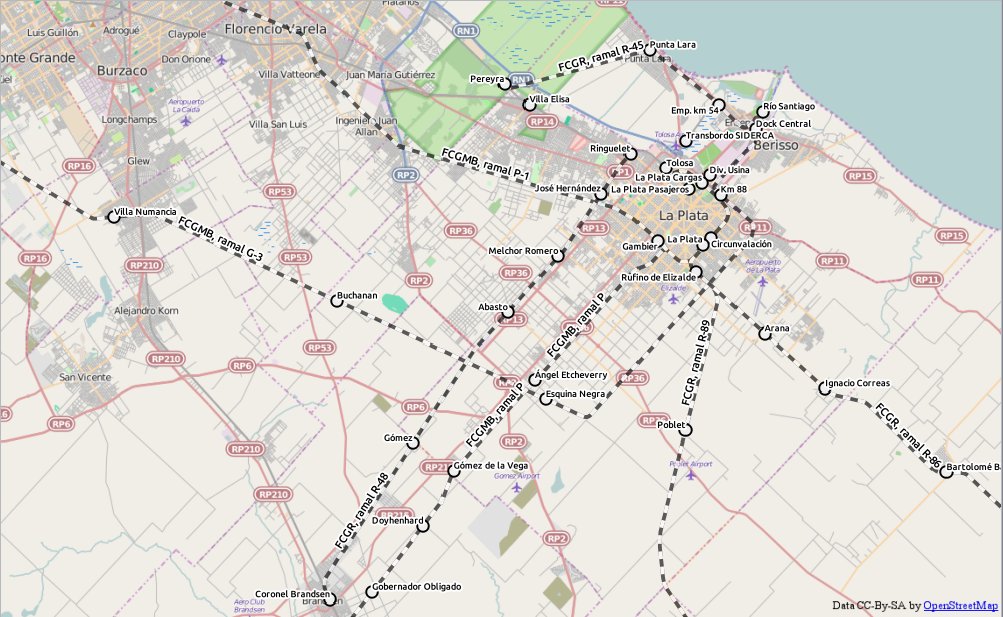 Luis Guillón
Adrogué
Claypole
Florencio Varela
Platanos
RN1
RP11
Monte Grande
Don Orione
Burzaco
Villa Vatteone
Juan María Gutiérrez
Pereyra
RN1
FCGR, ramal R-45
Punta Lara
Punta Lara
Villa Elisa
Aeropuerto
La Caída
Longchamps
Villa San Luis
Ingeniero Juan
Allan
RP14
Emp. km 54
Río Santiago
Dock Central
Transbordo SIDERCA
Berisso
Glew
RP16
FCGMB, ramal P-1
Ringuelet
RP1
Tolosa
La Plata Cargas
Div. Usina
RP2
RP53
José Hernández
La Plata Pasajeros
Km 88
RP15
Villa Numancia
FCGMB, ramal G-3
La Plata
RP36
RP13
RP11
RP15
Melchor Romero
Gambier
La Plata
Circunvalación
RP16
RP210
RP53
RP36
RP2
Rufino de Elizalde
Elizalde
Aeropuerto
de La Plata
RP11
RP11
Buchanan
Abasto
RP13
Alejandro Korn
FCGMB, ramal P
FCGR, ramal R-89
Arana
RP53
RP210
RP6
San Vicente
Ángel Etcheverry
Esquina Negra
RP36
Ignacio Correas
RP6
RP6
FCGMB, ramal P
Poblet
FCGR, ramal R-86
RP210
Gómez
RP2
Gómez de la Vega
Gomez Airport
Poblet Airport
RP210
FCGR, ramal R-48
RP215
Doyhenhard
RP2
Gobernador Obligado
Coronel Brandsen
Brandsen
Aero Club
Brandsen
Data CC-By-SA by OpenStreetMap